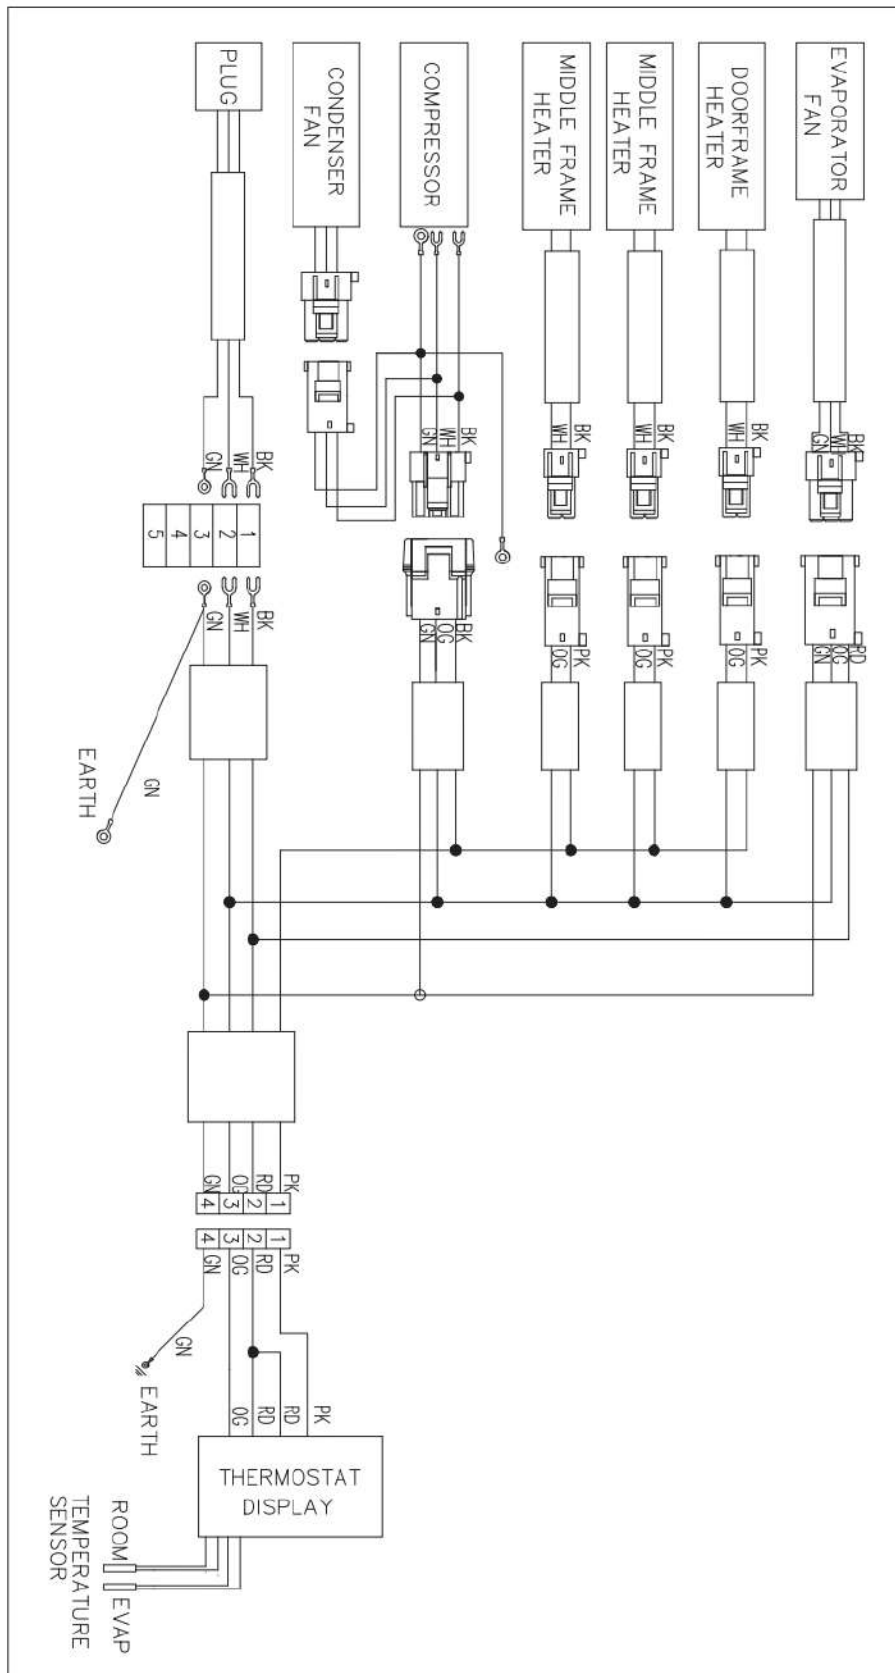 PLUG
CONDENSER
FAN
COMPRESSOR
MIDDLE FRAME
HEATER
MIDDLE FRAME
HEATER
DOORFRAME
HEATER
EVAPORATOR
FAN
GN
WH
BK
GN
WH
BK
WH
BK
WH
BK
WH
BK
GN
WH
BK
5
4
3
2
1
GN
WH
BK
GN
OG
BK
OG
PK
OG
PK
OG
PK
GN
OG
RD
EARTH
GN
GN
OG
RD
PK
4
3
2
1
4
3
2
1
GN
OG
RD
PK
GN
EARTH
OG
RD
RD
PK
THERMOSTAT
DISPLAY
ROOM
EVAP
TEMPERATURE
SENSOR